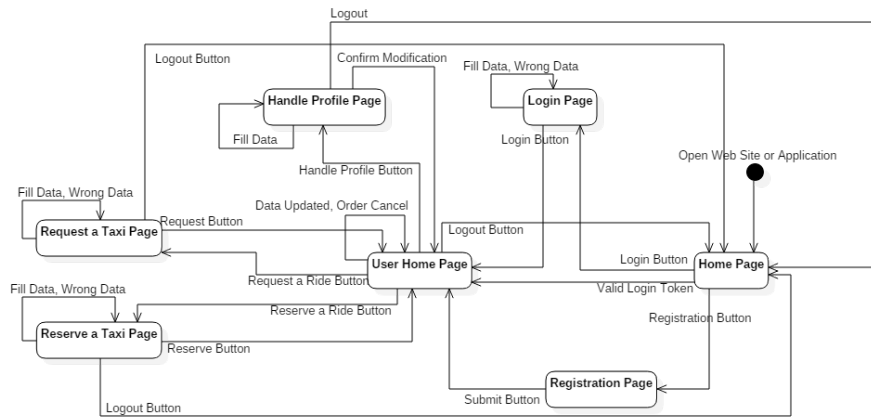 Logout
Logout Button
Confirm Modification
Fill Data, Wrong Data
Handle Profile Page
Login Page
Fill Data
Login Button
Handle Profile Button
Open Web Site or Application
Fill Data, Wrong Data
Data Updated, Order Cancel
Request Button
Logout Button
Request a Taxi Page
User Home Page
Login Button
Home Page
Request a Ride Button
Valid Login Token
Fill Data, Wrong Data
Reserve a Ride Button
Registration Button
Reserve a Taxi Page
Reserve Button
Registration Page
Submit Button
Logout Button